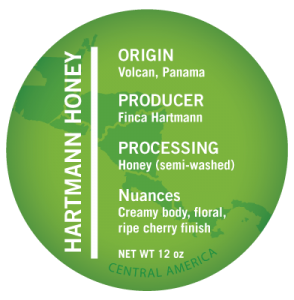 HARTMANN HONEY
ORIGIN
Volcan, Panama
PRODUCER
Finca Hartmann
PROCESSING
Honey (semi-washed)
Nuances
Creamy body, floral,
ripe cherry finish
NET WT 12 oz
CENTRAL AMERICA